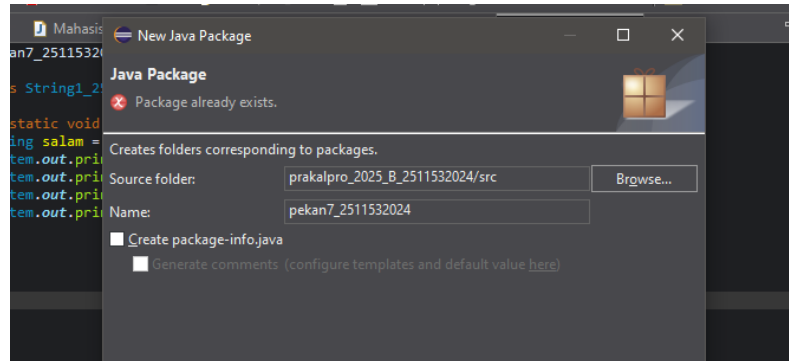 Mahasis
New Java Package
an7_2511532
Java Package
Package already exists.
s String1_2
static void
ing salam =
Creates folders corresponding to packages.
tem.out.pri
tem.out.pri
Source folder:
prakalpro_2025_B_2511532024/src
Browse...
tem.out.pri
tem.out.pri
Name:
pekan7_2511532024
Create package-info.java
Generate comments (configure templates and default value here)